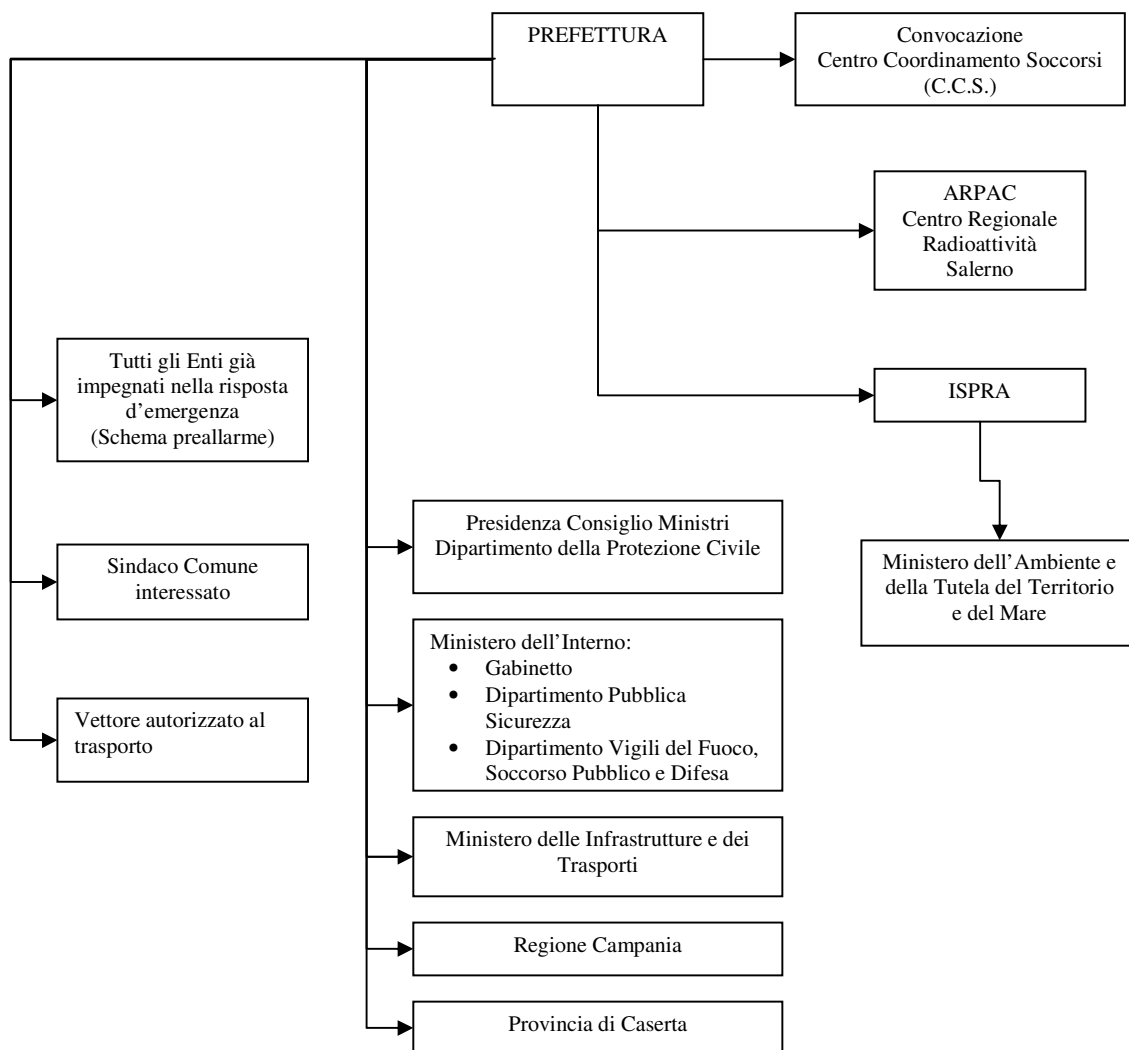 PREFETTURA
Convocazione
Centro Coordinamento Soccorsi
(C.C.S.)
ARPAC
Centro Regionale
Radioattività
Salerno
Tutti gli Enti già
impegnati nella risposta
d’emergenza
(Schema preallarme)
ISPRA
Presidenza Consiglio Ministri
Dipartimento della Protezione Civile
Sindaco Comune
interessato
Ministero dell’Ambiente e
della Tutela del Territorio
e del Mare
Ministero dell’Interno:
• Gabinetto
• Dipartimento Pubblica
Sicurezza
• Dipartimento Vigili del Fuoco,
Soccorso Pubblico e Difesa
Vettore autorizzato al
trasporto
Ministero delle Infrastrutture e dei
Trasporti
Regione Campania
Provincia di Caserta